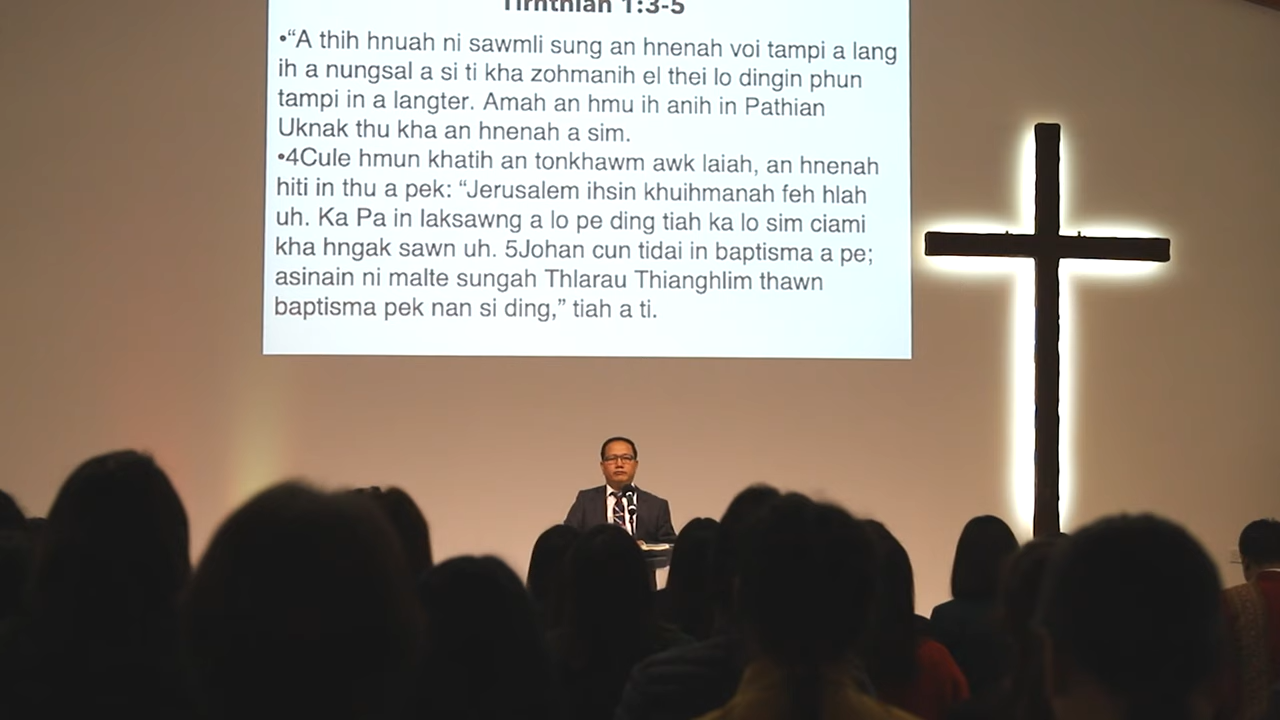 Tirhthlah 1:3-5
•“A thih hnuah ni sawmli sung an hnenah voi tampi a lang
ih a nungsal a si ti kha zohmanih el thei lo dingin phun
tampi in a langter. Amah an hmu ih anih in Pathian
Uknak thu kha an hnenah a sim.
•4Cule hmun khatih an tonkhawm awk laiah, an hnenah
hiti in thu a pek: “Jerusalem ihsin khuihmanah feh hlah
uh. Ka Pa in laksawng a lo pe ding tiah ka lo sim ciami
kha hngak sawn uh. 5Johan cun tidai in baptisma a pe;
asinain ni malte sungah Thlarau Thianghlim thawn
baptisma pek nan si ding,” tiah a ti.